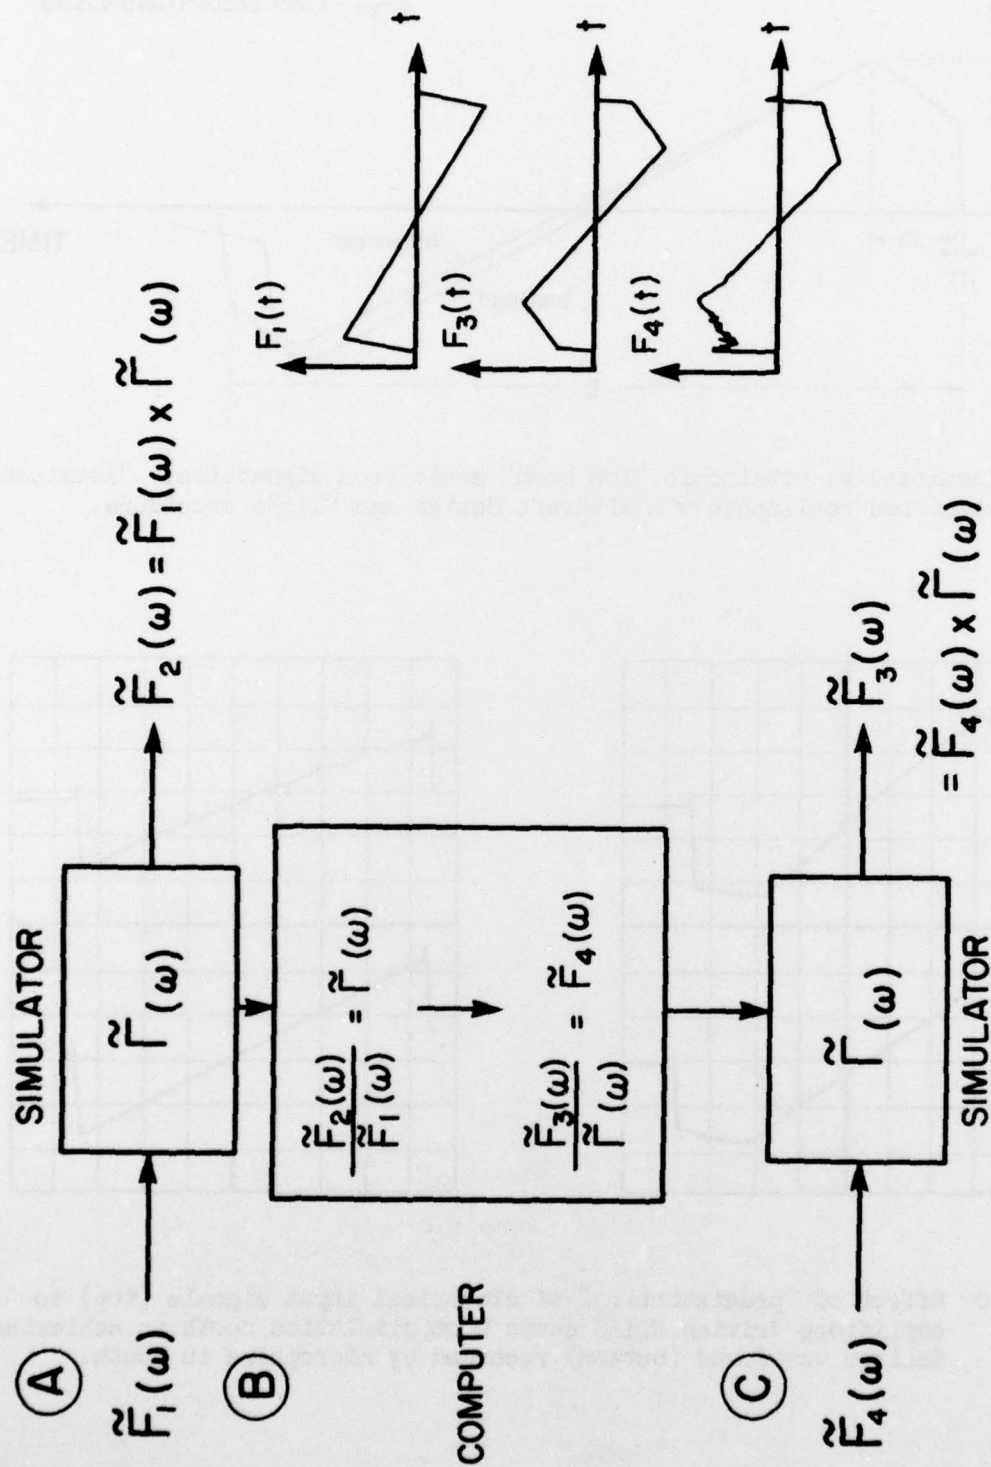 A
SIMULATOR
F̃₁(ω)
Γ̃(ω)
F̃₂(ω) = F̃₁(ω) x Γ̃(ω)
B
COMPUTER
F̃₂(ω) / F̃₁(ω) = Γ̃(ω)
F̃₃(ω) / Γ̃(ω) = F̃₄(ω)
C
F̃₄(ω)
Γ̃(ω)
SIMULATOR
F̃₃(ω)
= F̃₄(ω) x Γ̃(ω)
F₁(t)
t
F₃(t)
t
F₄(t)
t